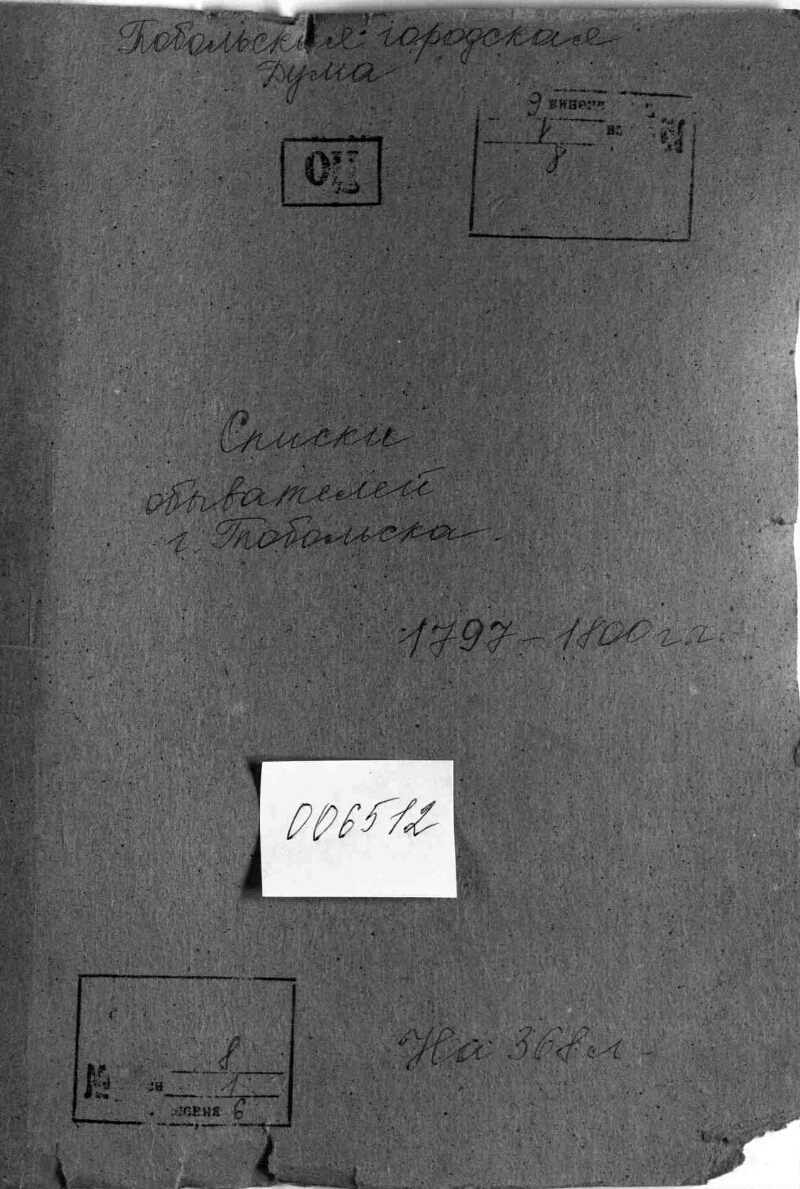 Тобольская городская
Дума
ОЦ
9
1
8
Списки
обывателей
г. Тобольска.
1797–1800 г.г.
006512
На 368 л.
8
№ 1
6